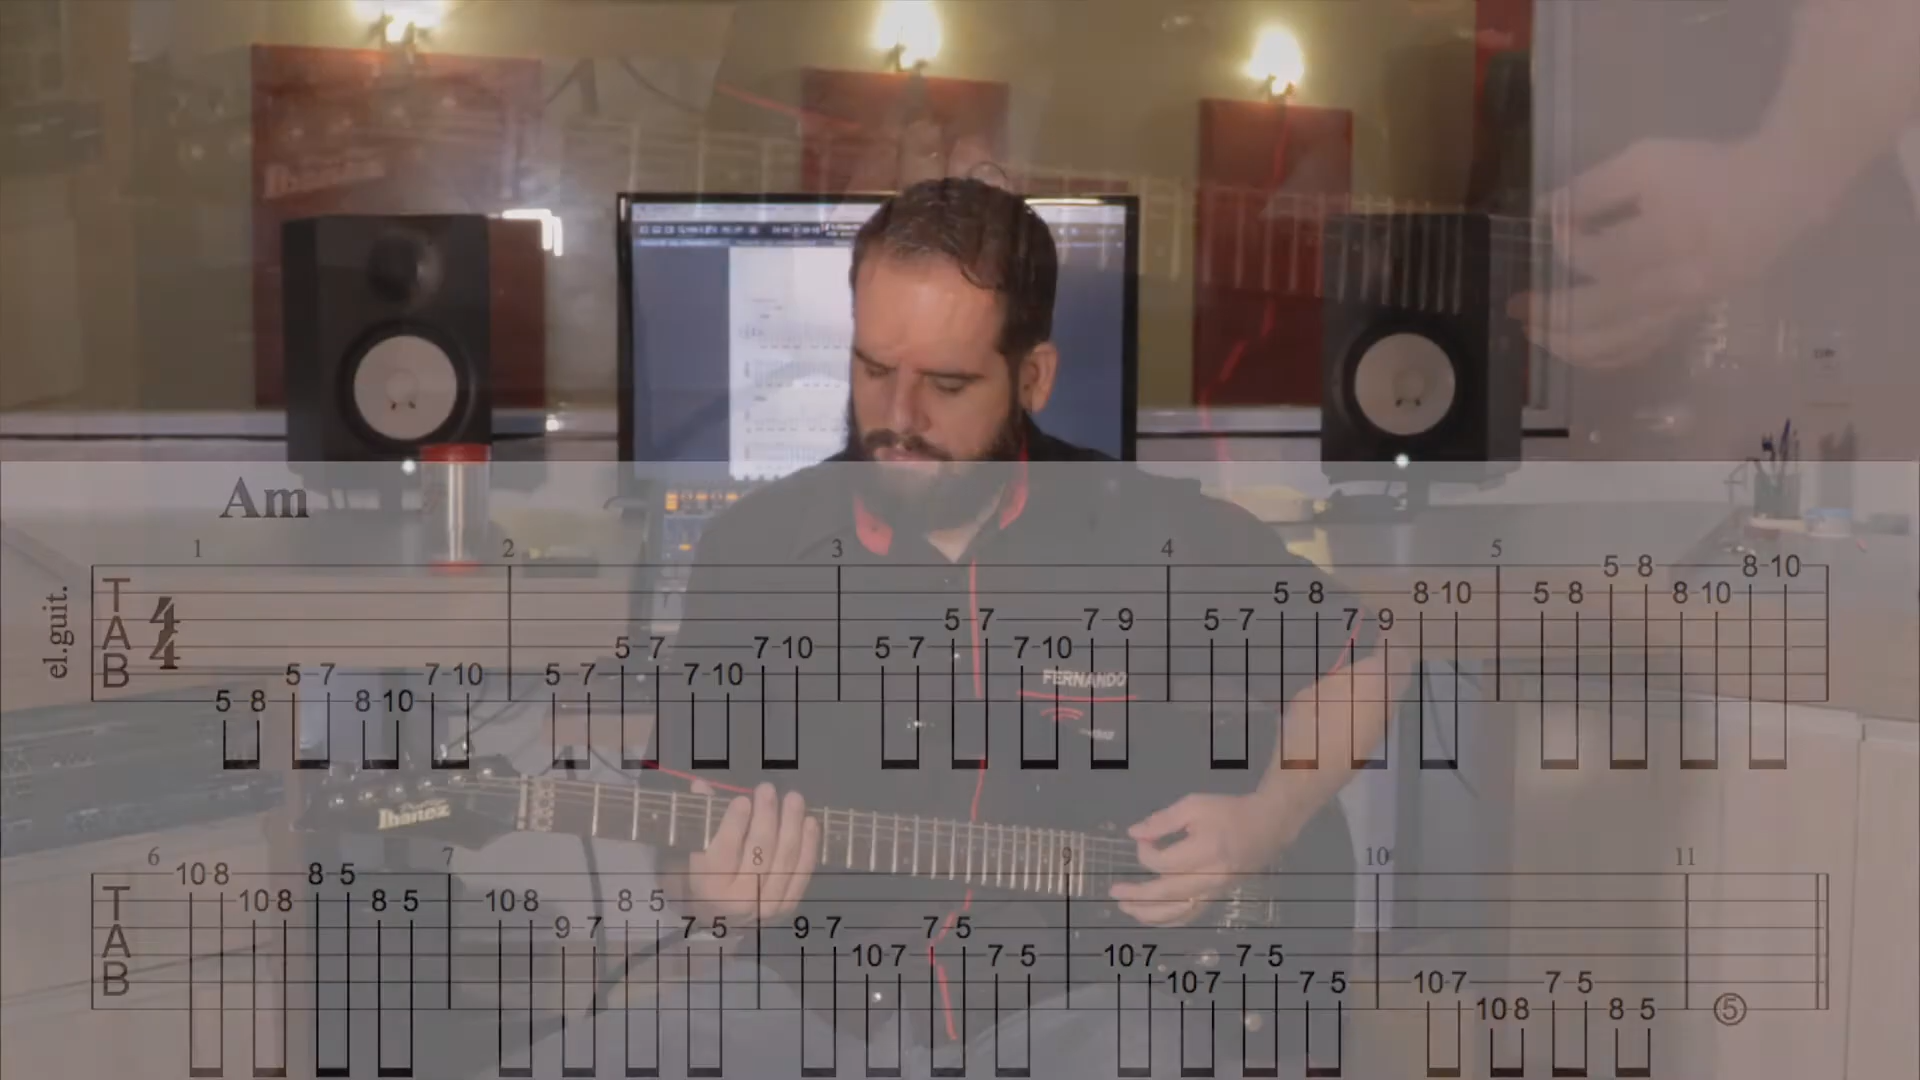 Am
1 2 3 4 5
el.guit.
TAB
4/4
5 8 5 7 8 10 7 10 5 7 5 7 7 10 7 10 5 7 5 7 7 10 7 9 5 7 5 8 7 9 8 10 5 8 5 8 8 10 8 10
FERNANDO
Ibanez
6 7 8 9 10 11
TAB
10 8 10 8 8 5 8 5 10 8 9 7 8 5 7 5 9 7 10 7 7 5 7 5 10 7 10 7 7 5 7 5 10 7 10 8 7 5 8 5 5